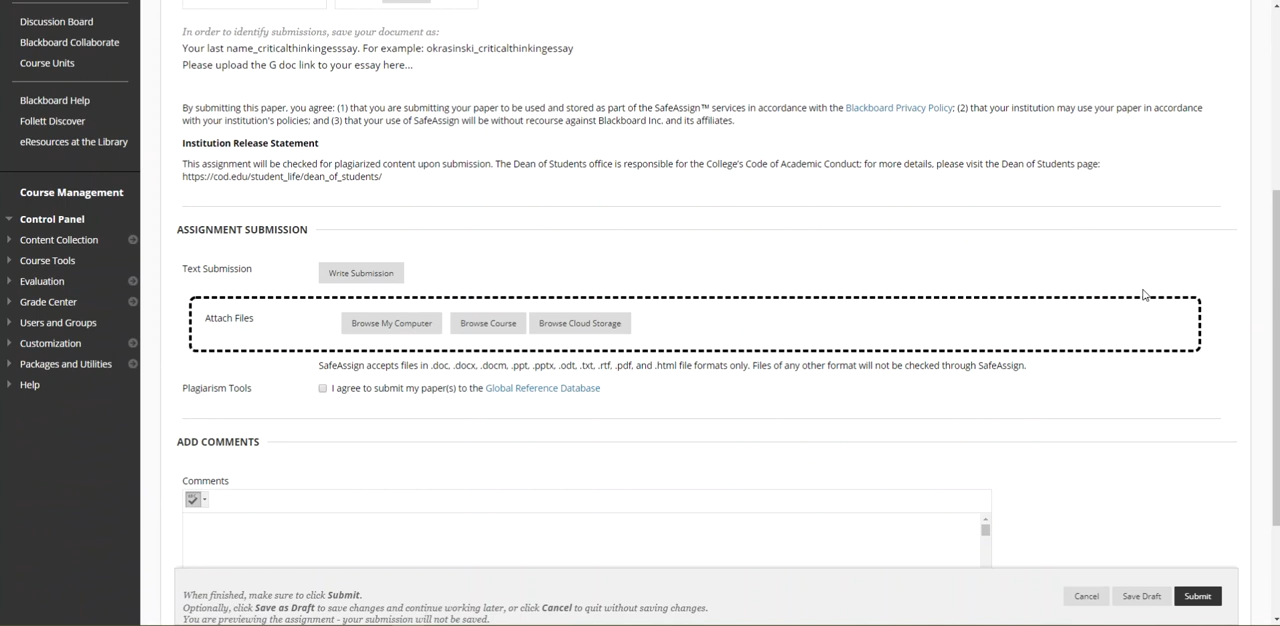 Discussion Board
Blackboard Collaborate
Course Units
Blackboard Help
Follett Discover
eResources at the Library
Course Management
Control Panel
Content Collection
Course Tools
Evaluation
Grade Center
Users and Groups
Customization
Packages and Utilities
Help
In order to identify submissions, save your document as:
Your last name_criticalthinkingesssay. For example: okrasinski_criticalthinkingessay
Please upload the G doc link to your essay here...
By submitting this paper, you agree: (1) that you are submitting your paper to be used and stored as part of the SafeAssign™ services in accordance with the Blackboard Privacy Policy; (2) that your institution may use your paper in accordance
with your institution's policies; and (3) that your use of SafeAssign will be without recourse against Blackboard Inc. and its affiliates.
Institution Release Statement
This assignment will be checked for plagiarized content upon submission. The Dean of Students office is responsible for the College's Code of Academic Conduct; for more details, please visit the Dean of Students page:
https://cod.edu/student_life/dean_of_students/
ASSIGNMENT SUBMISSION
Text Submission Write Submission
Attach Files Browse My Computer Browse Course Browse Cloud Storage
SafeAssign accepts files in .doc, .docx, .docm, .ppt, .pptx, .odt, .txt, .rtf, .pdf, and .html file formats only. Files of any other format will not be checked through SafeAssign.
Plagiarism Tools I agree to submit my paper(s) to the Global Reference Database
ADD COMMENTS
Comments
When finished, make sure to click Submit.
Optionally, click Save as Draft to save changes and continue working later, or click Cancel to quit without saving changes.
You are previewing the assignment - your submission will not be saved.
Cancel Save Draft Submit